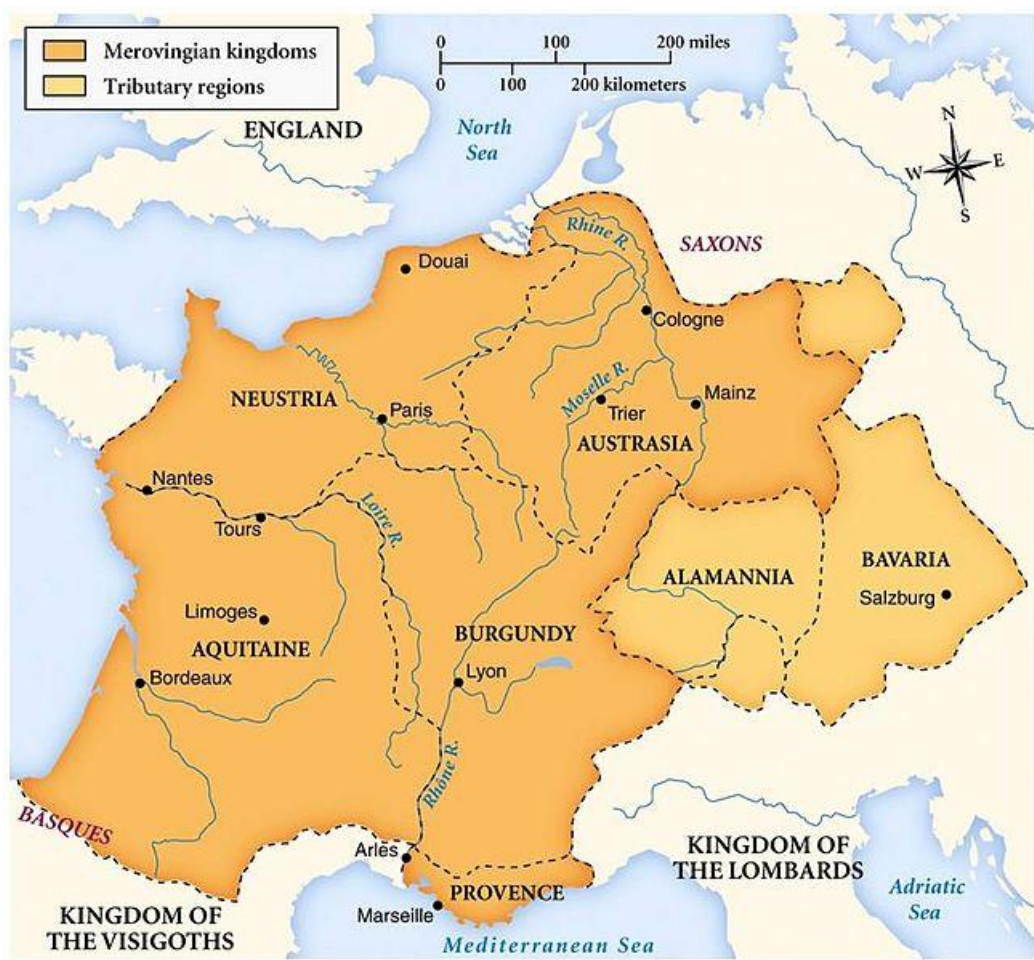 Merovingian kingdoms
Tributary regions
0 100 200 miles
0 100 200 kilometers
ENGLAND
North
Sea
N
W E
S
Rhine R.
SAXONS
Douai
Cologne
NEUSTRIA
Paris
Moselle R.
Trier
Mainz
AUSTRASIA
Nantes
Tours
Loire R.
ALAMANNIA
BAVARIA
Salzburg
Limoges
AQUITAINE
BURGUNDY
Bordeaux
Lyon
Rhône R.
BASQUES
Arles
PROVENCE
Marseille
KINGDOM OF
THE LOMBARDS
Adriatic
Sea
KINGDOM OF
THE VISIGOTHS
Mediterranean Sea